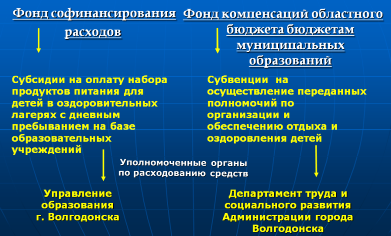 Фонд софинансирования
расходов
Фонд компенсаций областного
бюджета бюджетам
муниципальных
образований
Субсидии на оплату набора
продуктов питания для
детей в оздоровительных
лагерях с дневным
пребыванием на базе
образовательных
учреждений
Субвенции на
осуществление переданных
полномочий по
организации и
обеспечению отдыха и
оздоровления детей
Уполномоченные органы
по расходованию средств
Управление
образования
г. Волгодонска
Департамент труда и
социального развития
Администрации города
Волгодонска